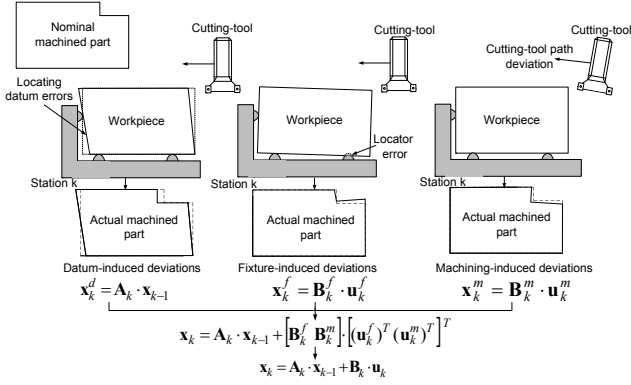 Nominal
machined part
Cutting-tool
Cutting-tool
Cutting-tool
Cutting-tool path
deviation
Locating
datum errors
Workpiece
Workpiece
Workpiece
Locator
error
Station k
Station k
Station k
Actual machined
part
Actual machined
part
Actual machined
part
Datum-induced deviations
Fixture-induced deviations
Machining-induced deviations
x_k^d = A_k · x_{k-1}
x_k^f = B_k^f · u_k^f
x_k^m = B_k^m · u_k^m
x_k = A_k · x_{k-1} + [B_k^f B_k^m] · [(u_k^f)^T (u_k^m)^T]^T
x_k = A_k · x_{k-1} + B_k · u_k